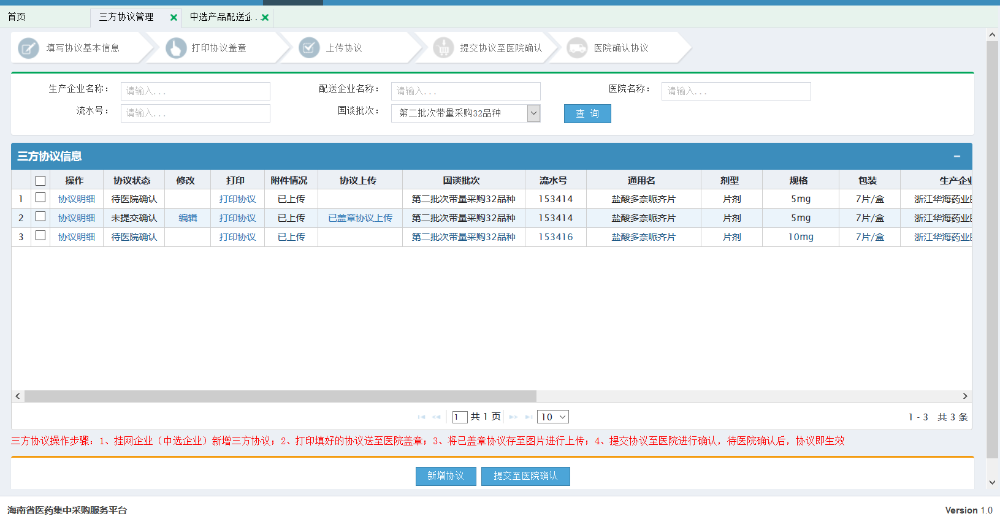 首页 三方协议管理 中选产品配送企...
填写协议基本信息 打印协议盖章 上传协议 提交协议至医院确认 医院确认协议
生产企业名称： 请输入... 配送企业名称： 请输入... 医院名称： 请输入...
流水号： 请输入... 国谈批次： 第二批次带量采购32品种 查 询
三方协议信息
操作 协议状态 修改 打印 附件情况 协议上传 国谈批次 流水号 通用名 剂型 规格 包装 生产企业
1 协议明细 待医院确认 打印协议 已上传 第二批次带量采购32品种 153414 盐酸多奈哌齐片 片剂 5mg 7片/盒 浙江华海药业
2 协议明细 未提交确认 编辑 打印协议 已上传 已盖章协议上传 第二批次带量采购32品种 153414 盐酸多奈哌齐片 片剂 5mg 7片/盒 浙江华海药业
3 协议明细 待医院确认 打印协议 已上传 第二批次带量采购32品种 153416 盐酸多奈哌齐片 片剂 10mg 7片/盒 浙江华海药业
1 共 1 页 10 1 - 3 共 3 条
三方协议操作步骤：1、挂网企业（中选企业）新增三方协议；2、打印填好的协议送至医院盖章；3、将已盖章协议存至图片进行上传；4、提交协议至医院进行确认，待医院确认后，协议即生效
新增协议 提交至医院确认
海南省医药集中采购服务平台 Version 1.0